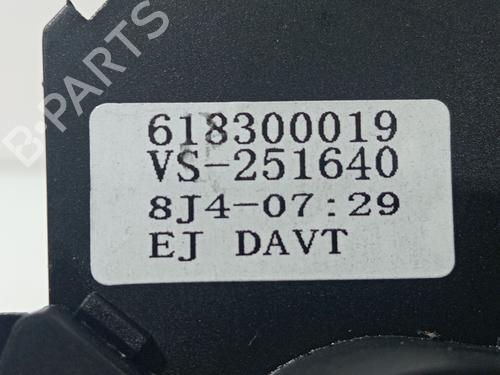 B-PARTS
618300019
VS-251640
8J4-07:29
EJ DAVT